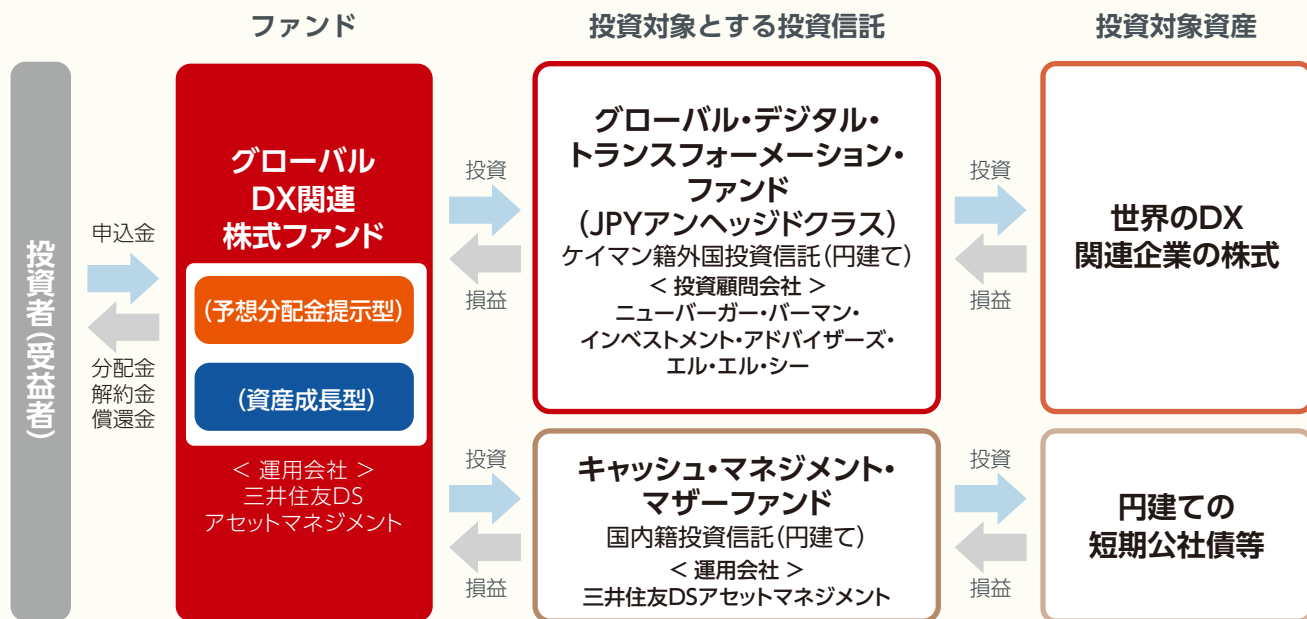 ファンド
投資対象とする投資信託
投資対象資産
投資者(受益者)
申込金
分配金
解約金
償還金
グローバル
DX関連
株式ファンド
(予想分配金提示型)
(資産成長型)
< 運用会社 >
三井住友DS
アセットマネジメント
投資
損益
グローバル・デジタル・
トランスフォーメーション・
ファンド
(JPYアンヘッジドクラス)
ケイマン籍外国投資信託(円建て)
< 投資顧問会社 >
ニューバーガー・バーマン・
インベストメント・アドバイザーズ・
エル・エル・シー
投資
損益
世界のDX
関連企業の株式
投資
損益
キャッシュ・マネジメント・
マザーファンド
国内籍投資信託(円建て)
< 運用会社 >
三井住友DSアセットマネジメント
投資
損益
円建ての
短期公社債等